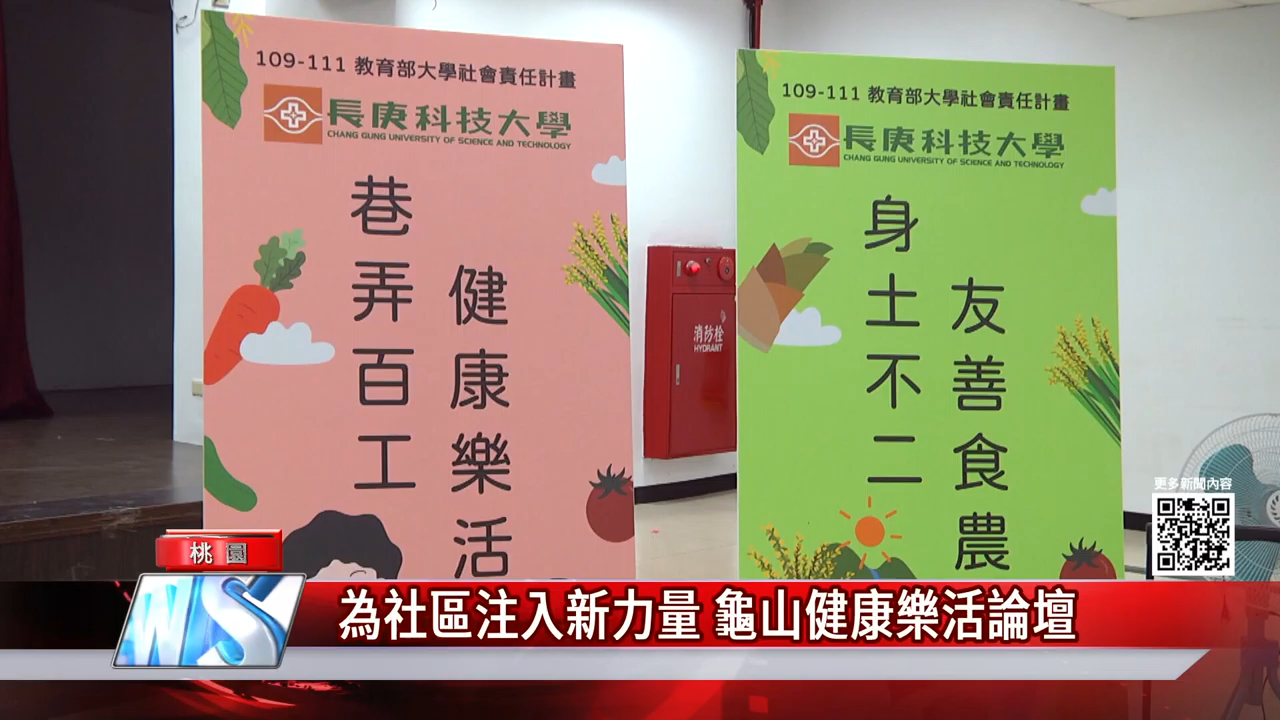 109-111 教育部大學社會責任計畫
長庚科技大學
CHANG GUNG UNIVERSITY OF SCIENCE AND TECHNOLOGY
巷弄百工
健康樂活
109-111 教育部大學社會責任計畫
長庚科技大學
CHANG GUNG UNIVERSITY OF SCIENCE AND TECHNOLOGY
身土不二
友善食農
消防栓
HYDRANT
更多新聞內容
桃園
WS
為社區注入新力量 龜山健康樂活論壇